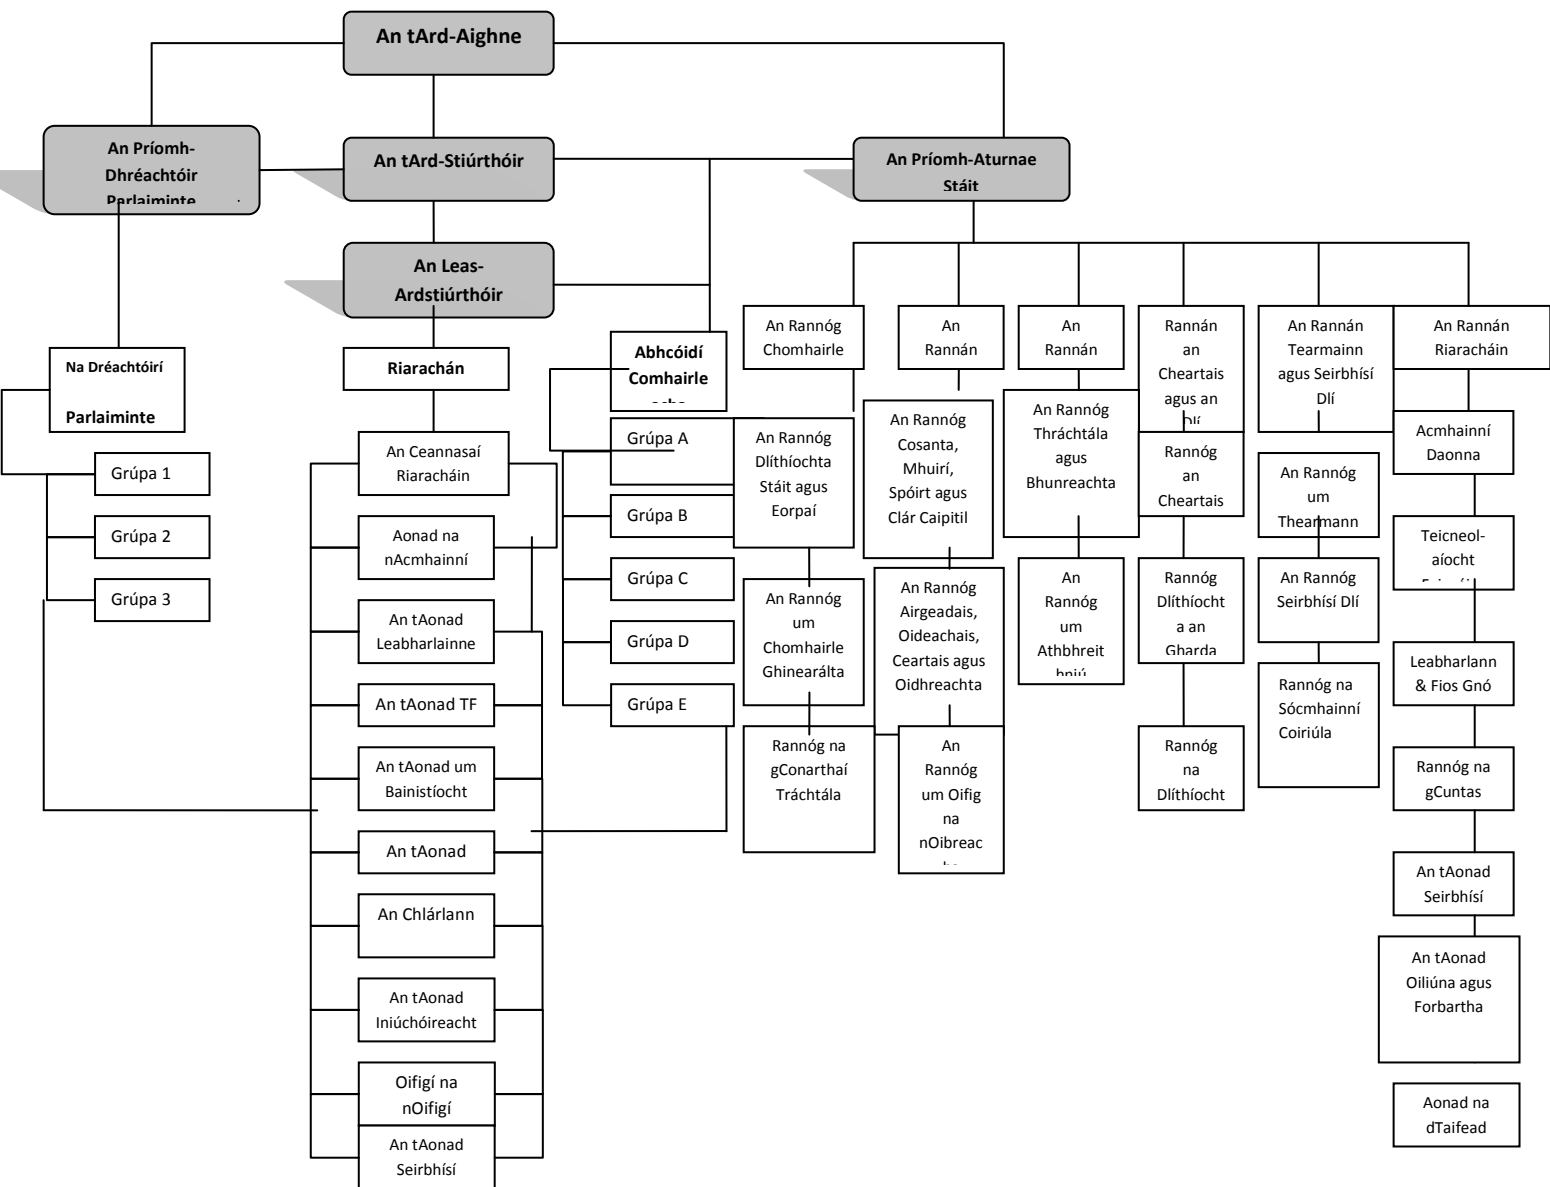 An tArd-Aighne
An Príomh-
Dhréachtóir
Parlaiminte
An tArd-Stiúrthóir
An Príomh-Aturnae
Stáit
An Leas-
Ardstiúrthóir
Na Dréachtóirí
Parlaiminte
Grúpa 1
Grúpa 2
Grúpa 3
Riarachán
An Ceannasaí
Riaracháin
Aonad na
nAcmhainní
An tAonad
Leabharlainne
An tAonad TF
An tAonad um
Bainistíocht
An tAonad
An Chlárlann
An tAonad
Iniúchóireacht
Oifigí na
nOifigí
An tAonad
Seirbhísí
Abhcóidí
Comhairle
Grúpa A
Grúpa B
Grúpa C
Grúpa D
Grúpa E
An Rannóg
Chomhairle
An Rannóg
Dlíthíochta
Stáit agus
Eorpaí
An Rannóg
um
Chomhairle
Ghinearálta
Rannóg na
gConarthaí
Tráchtála
An
Rannán
An Rannóg
Cosanta,
Mhuirí,
Spóirt agus
Clár Caipitil
An Rannóg
Airgeadais,
Oideachais,
Ceartais agus
Oidhreachta
An
Rannóg
um Oifig
na
nOibreac
An
Rannán
An Rannóg
Thráchtála
agus
Bhunreachta
An
Rannóg
um
Athbhreit
hniú
Rannán
an
Cheartais
agus an
Dlí
Rannóg
an
Cheartais
Rannóg
Dlíthíocht
a an
Gharda
Rannóg
na
Dlíthíocht
An Rannán
Tearmainn
agus Seirbhísí
Dlí
An Rannóg
um
Thearmann
An Rannóg
Seirbhísí Dlí
Rannóg na
Sócmhainní
Coiriúla
An Rannán
Riaracháin
Acmhainní
Daonna
Teicneol-
aíocht
Leabharlann
& Fios Gnó
Rannóg na
gCuntas
An tAonad
Seirbhísí
An tAonad
Oiliúna agus
Forbartha
Aonad na
dTaifead